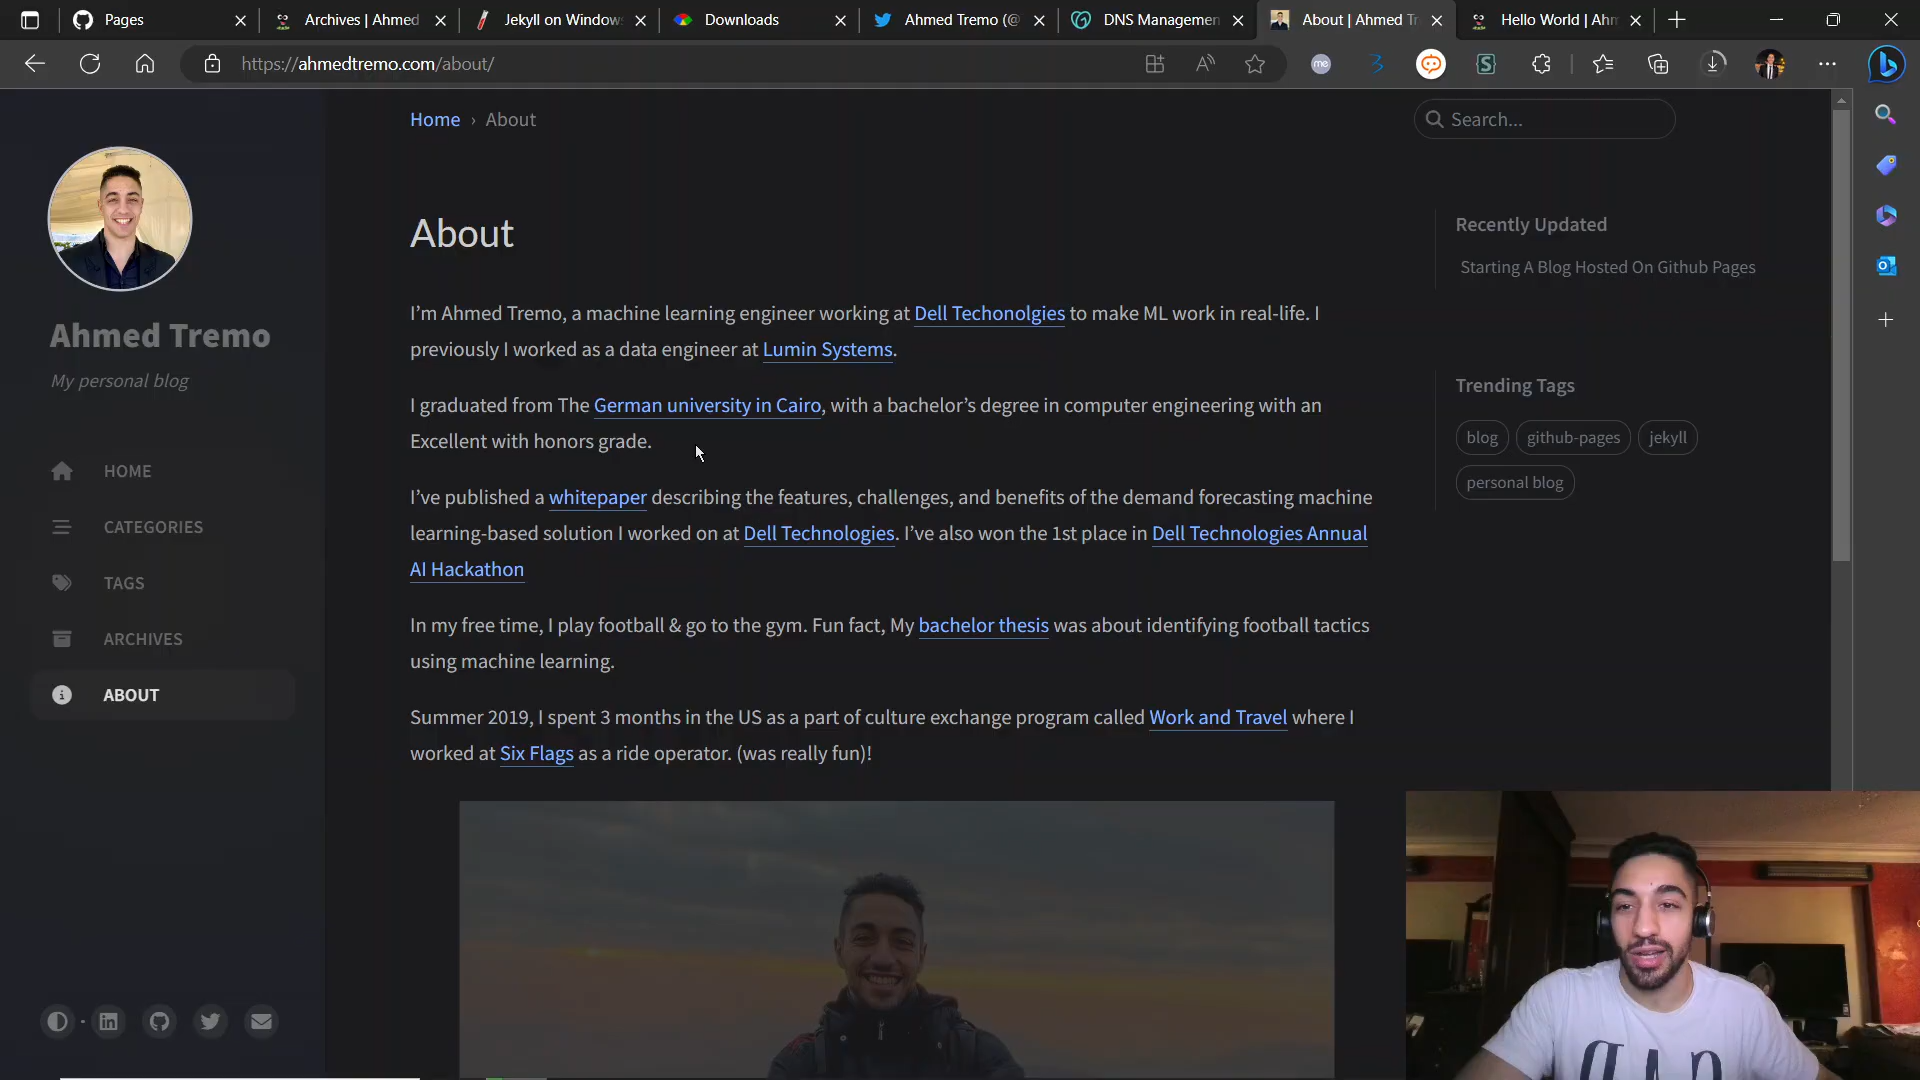 Pages
Archives | Ahmed
Jekyll on Windows
Downloads
Ahmed Tremo (@
DNS Managemen
About | Ahmed Tr
Hello World | Ahm
https://ahmedtremo.com/about/
me
Home › About
Search...
Ahmed Tremo
My personal blog
HOME
CATEGORIES
TAGS
ARCHIVES
ABOUT
About
I'm Ahmed Tremo, a machine learning engineer working at Dell Techonolgies to make ML work in real-life. I
previously I worked as a data engineer at Lumin Systems.
I graduated from The German university in Cairo, with a bachelor's degree in computer engineering with an
Excellent with honors grade.
I've published a whitepaper describing the features, challenges, and benefits of the demand forecasting machine
learning-based solution I worked on at Dell Technologies. I've also won the 1st place in Dell Technologies Annual
AI Hackathon
In my free time, I play football & go to the gym. Fun fact, My bachelor thesis was about identifying football tactics
using machine learning.
Summer 2019, I spent 3 months in the US as a part of culture exchange program called Work and Travel where I
worked at Six Flags as a ride operator. (was really fun)!
Recently Updated
Starting A Blog Hosted On Github Pages
Trending Tags
blog
github-pages
jekyll
personal blog